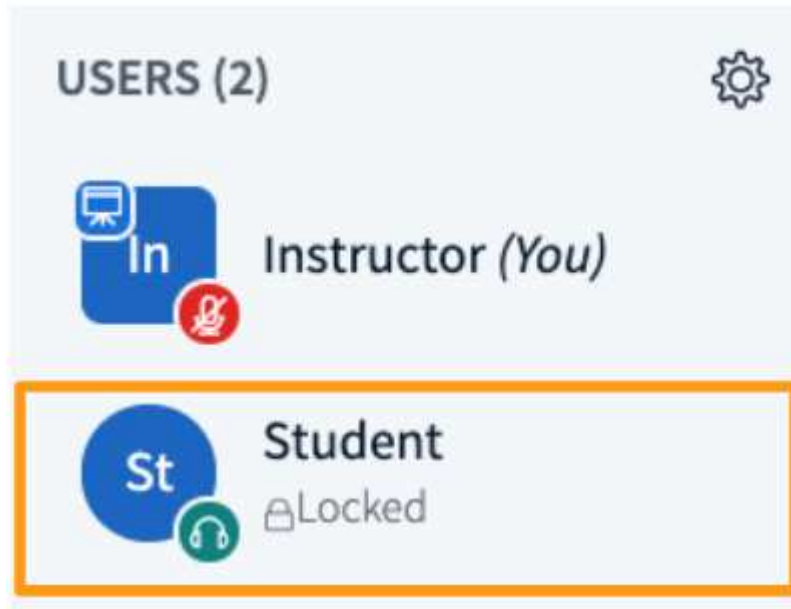 USERS (2)
In
Instructor (You)
St
Student
Locked